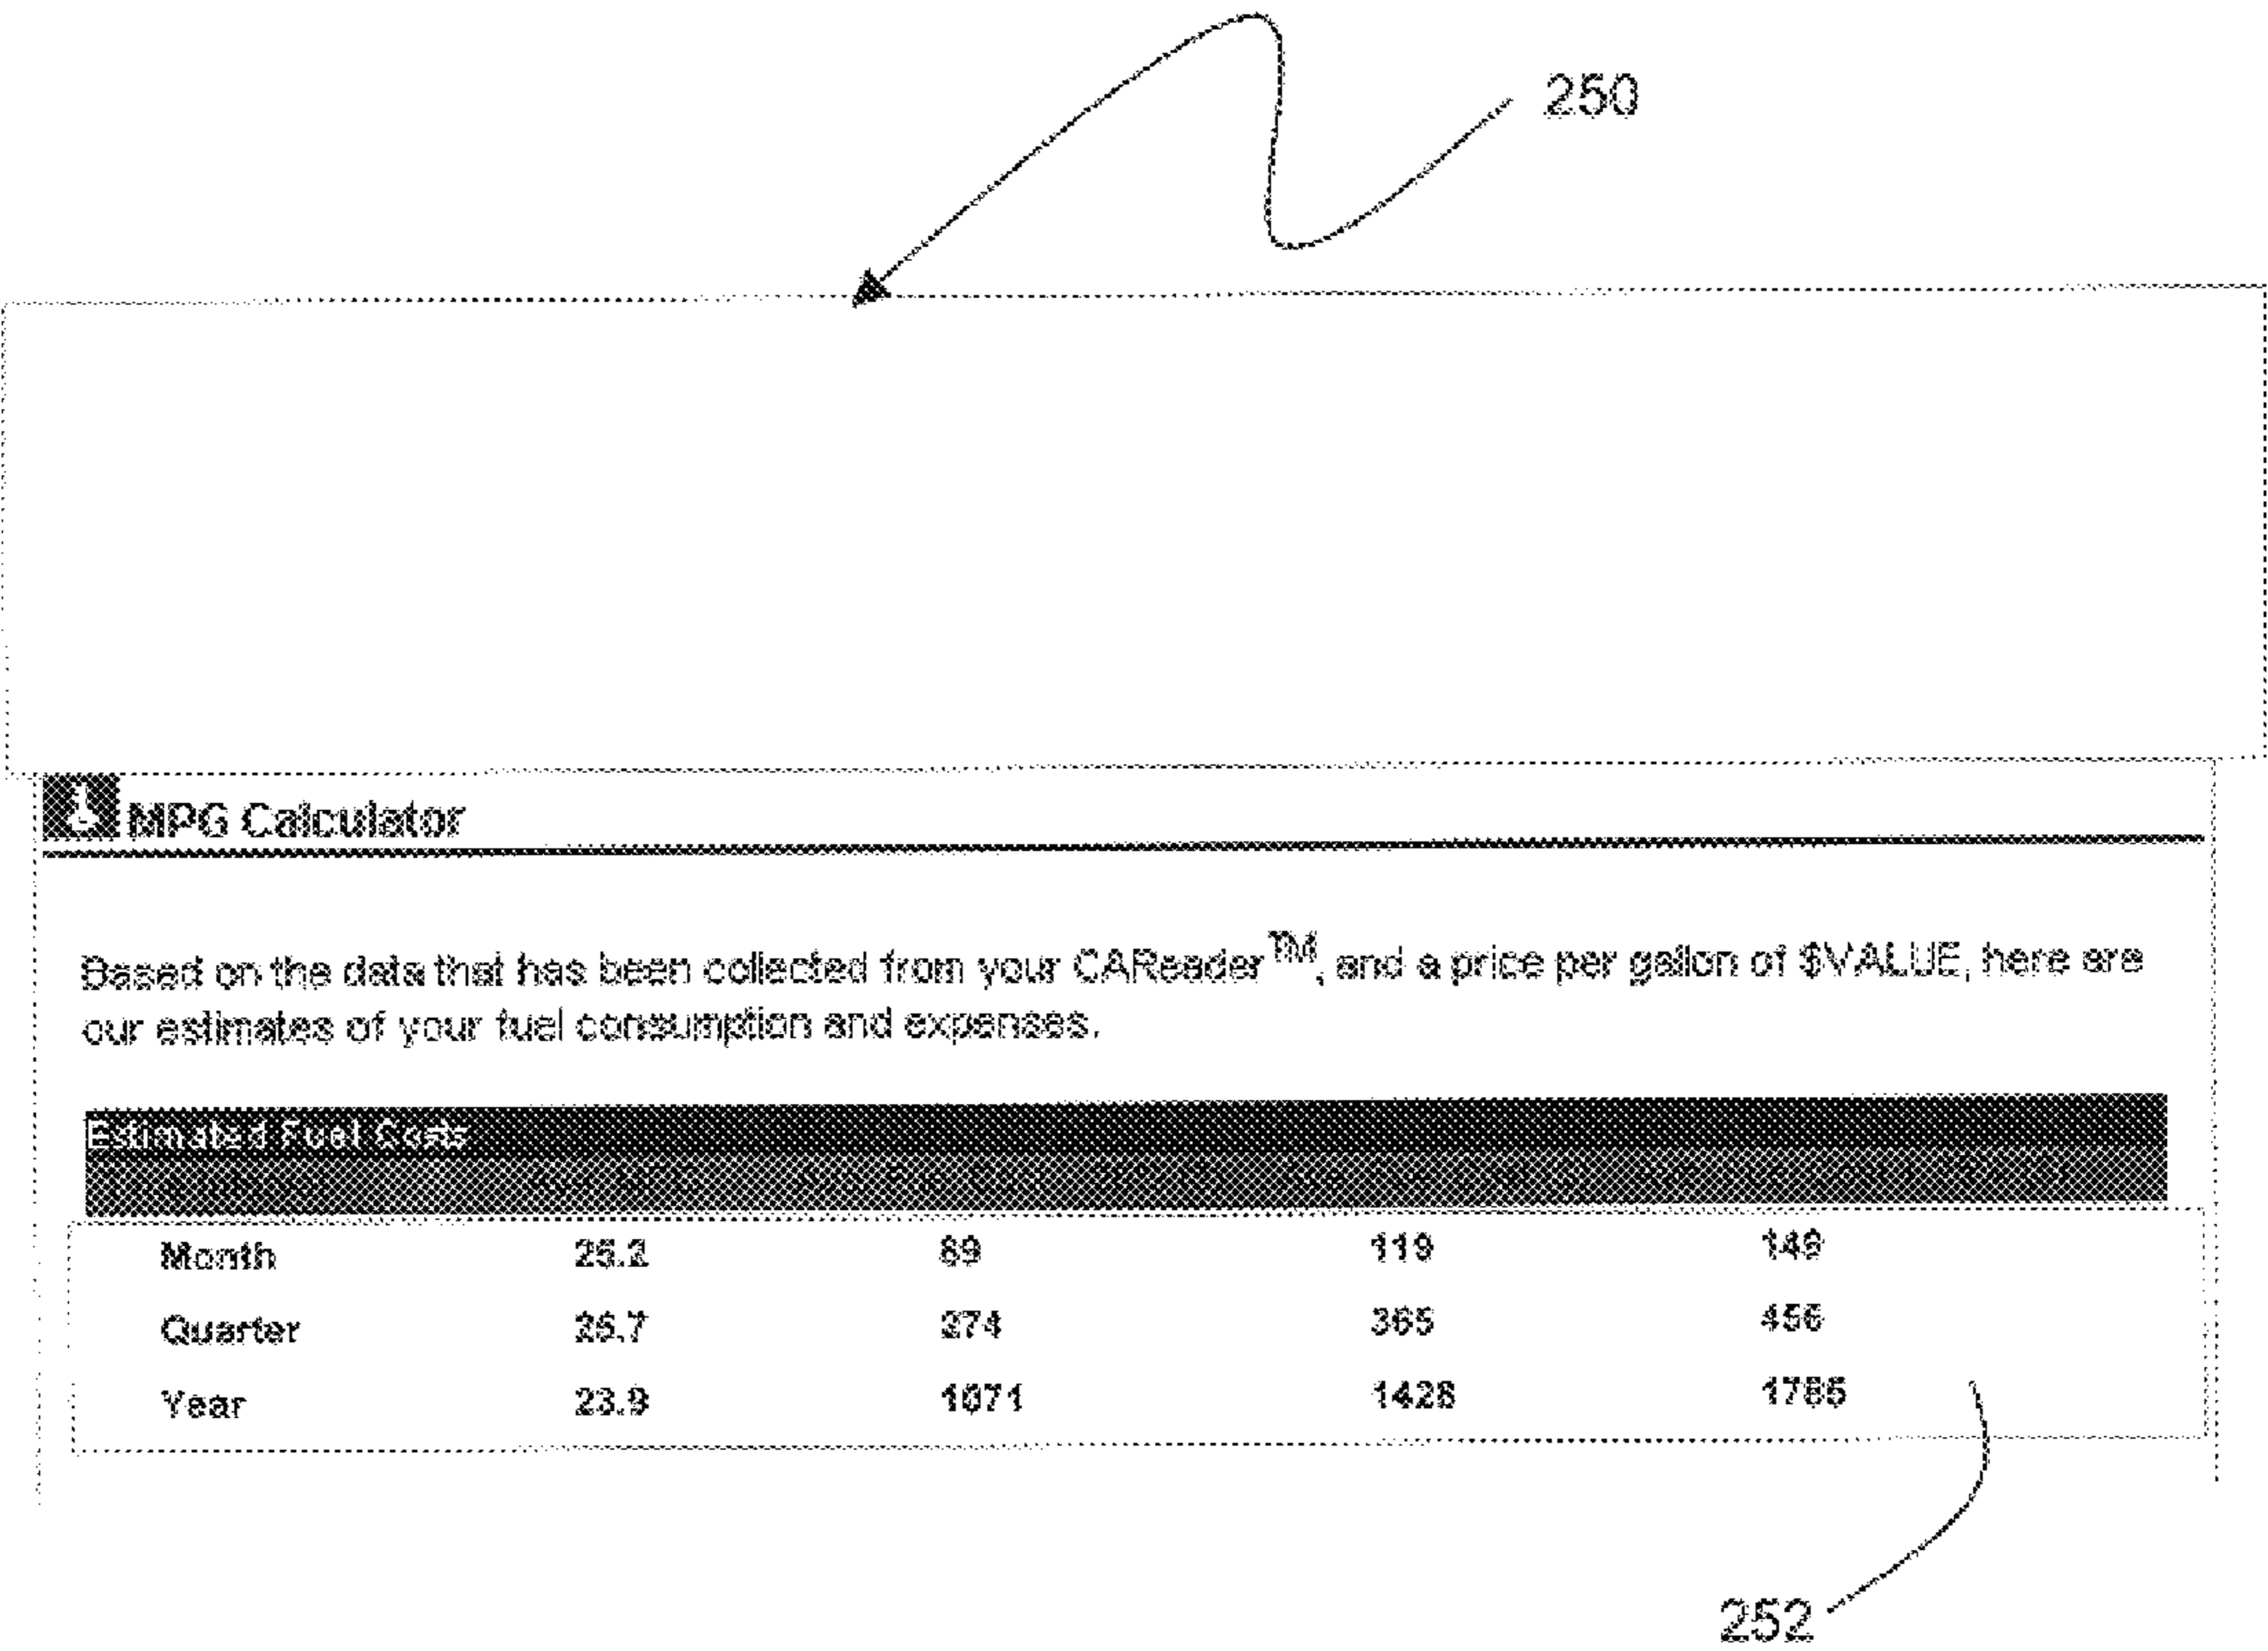 250
MPG Calculator
Based on the data that has been collected from your CAReader™, and a price per gallon of $VALUE, here are
our estimates of your fuel consumption and expenses.
Estimated Fuel Costs
Month 25.2 89 119 149
Quarter 25.7 274 365 456
Year 23.9 1071 1428 1785
252